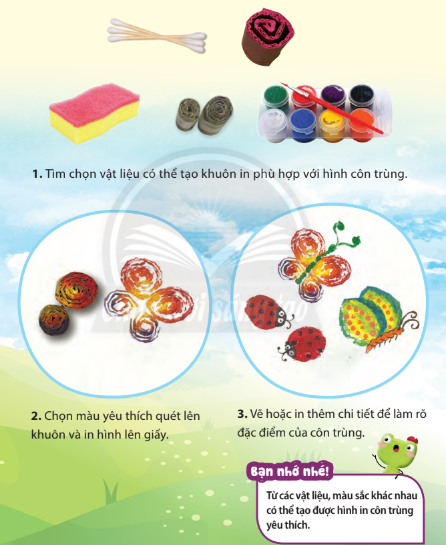 1. Tìm chọn vật liệu có thể tạo khuôn in phù hợp với hình côn trùng.
2. Chọn màu yêu thích quét lên
khuôn và in hình lên giấy.
3. Vẽ hoặc in thêm chi tiết để làm rõ
đặc điểm của côn trùng.
Bạn nhớ nhé!
Từ các vật liệu, màu sắc khác nhau
có thể tạo được hình in côn trùng
yêu thích.